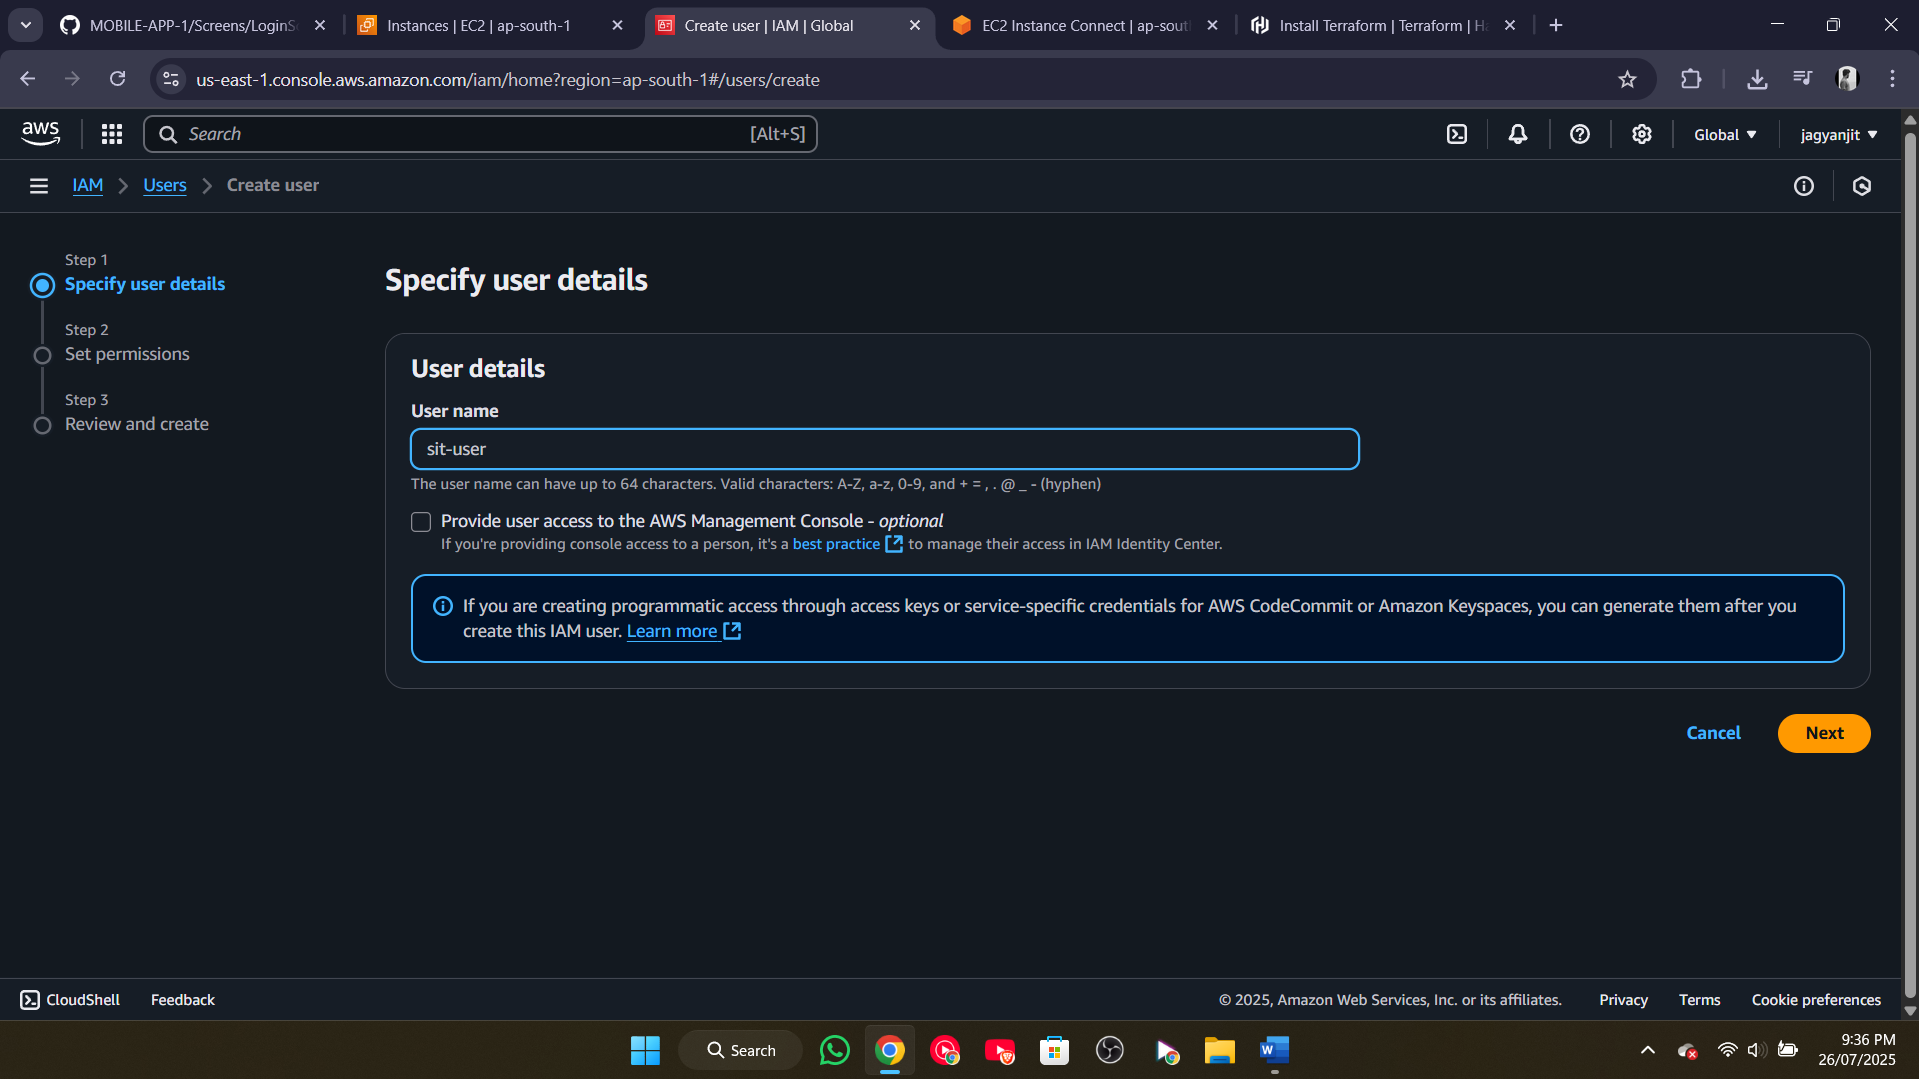 MOBILE-APP-1/Screens/LoginSc
Instances | EC2 | ap-south-1
Create user | IAM | Global
EC2 Instance Connect | ap-sout
Install Terraform | Terraform | Ha
us-east-1.console.aws.amazon.com/iam/home?region=ap-south-1#/users/create
aws
Search
[Alt+S]
Global
jagyanjit
IAM
Users
Create user
Step 1
Specify user details
Step 2
Set permissions
Step 3
Review and create
Specify user details
User details
User name
sit-user
The user name can have up to 64 characters. Valid characters: A-Z, a-z, 0-9, and + = , . @ _ - (hyphen)
Provide user access to the AWS Management Console - optional
If you're providing console access to a person, it's a best practice to manage their access in IAM Identity Center.
If you are creating programmatic access through access keys or service-specific credentials for AWS CodeCommit or Amazon Keyspaces, you can generate them after you
create this IAM user. Learn more
Cancel
Next
CloudShell
Feedback
© 2025, Amazon Web Services, Inc. or its affiliates.
Privacy
Terms
Cookie preferences
Search
9:36 PM
26/07/2025